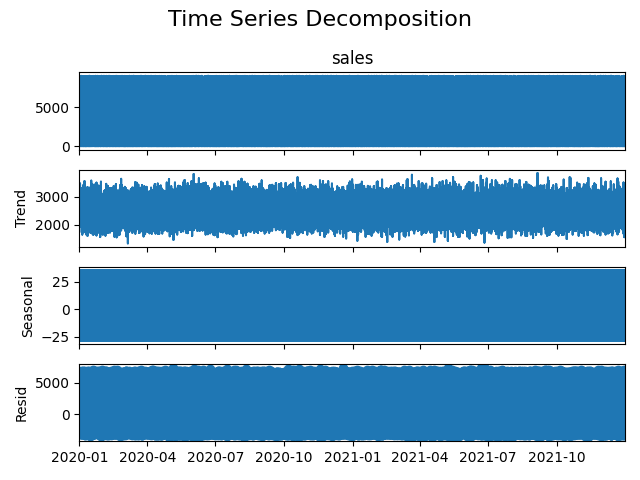 Time Series Decomposition
sales
5000
0
Trend
3000
2000
Seasonal
25
0
−25
Resid
5000
0
2020-01 2020-04 2020-07 2020-10 2021-01 2021-04 2021-07 2021-10